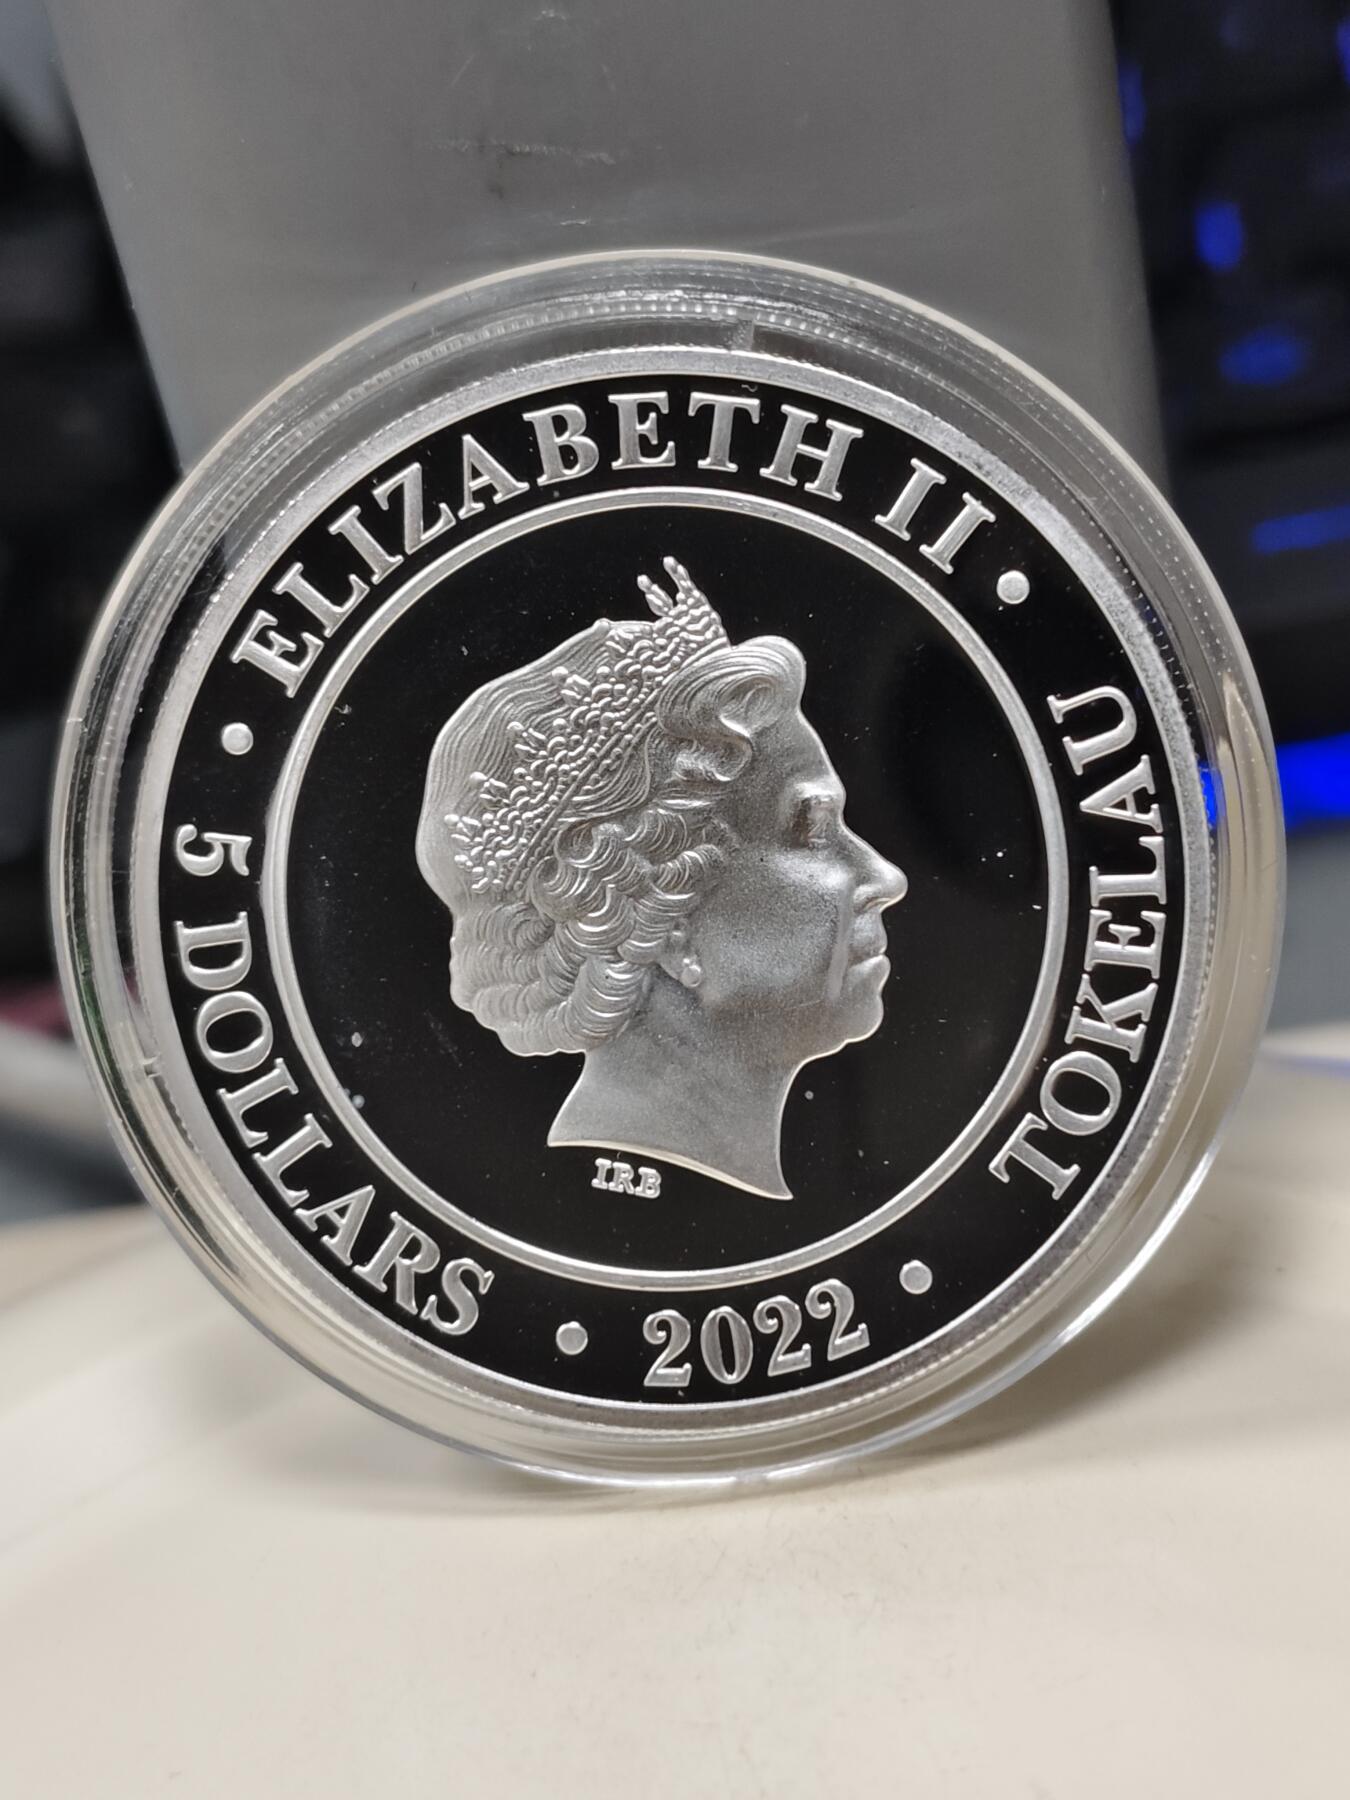 ELIZABETH II • TOKELAU • 2022 • 5 DOLLARS •
IRB